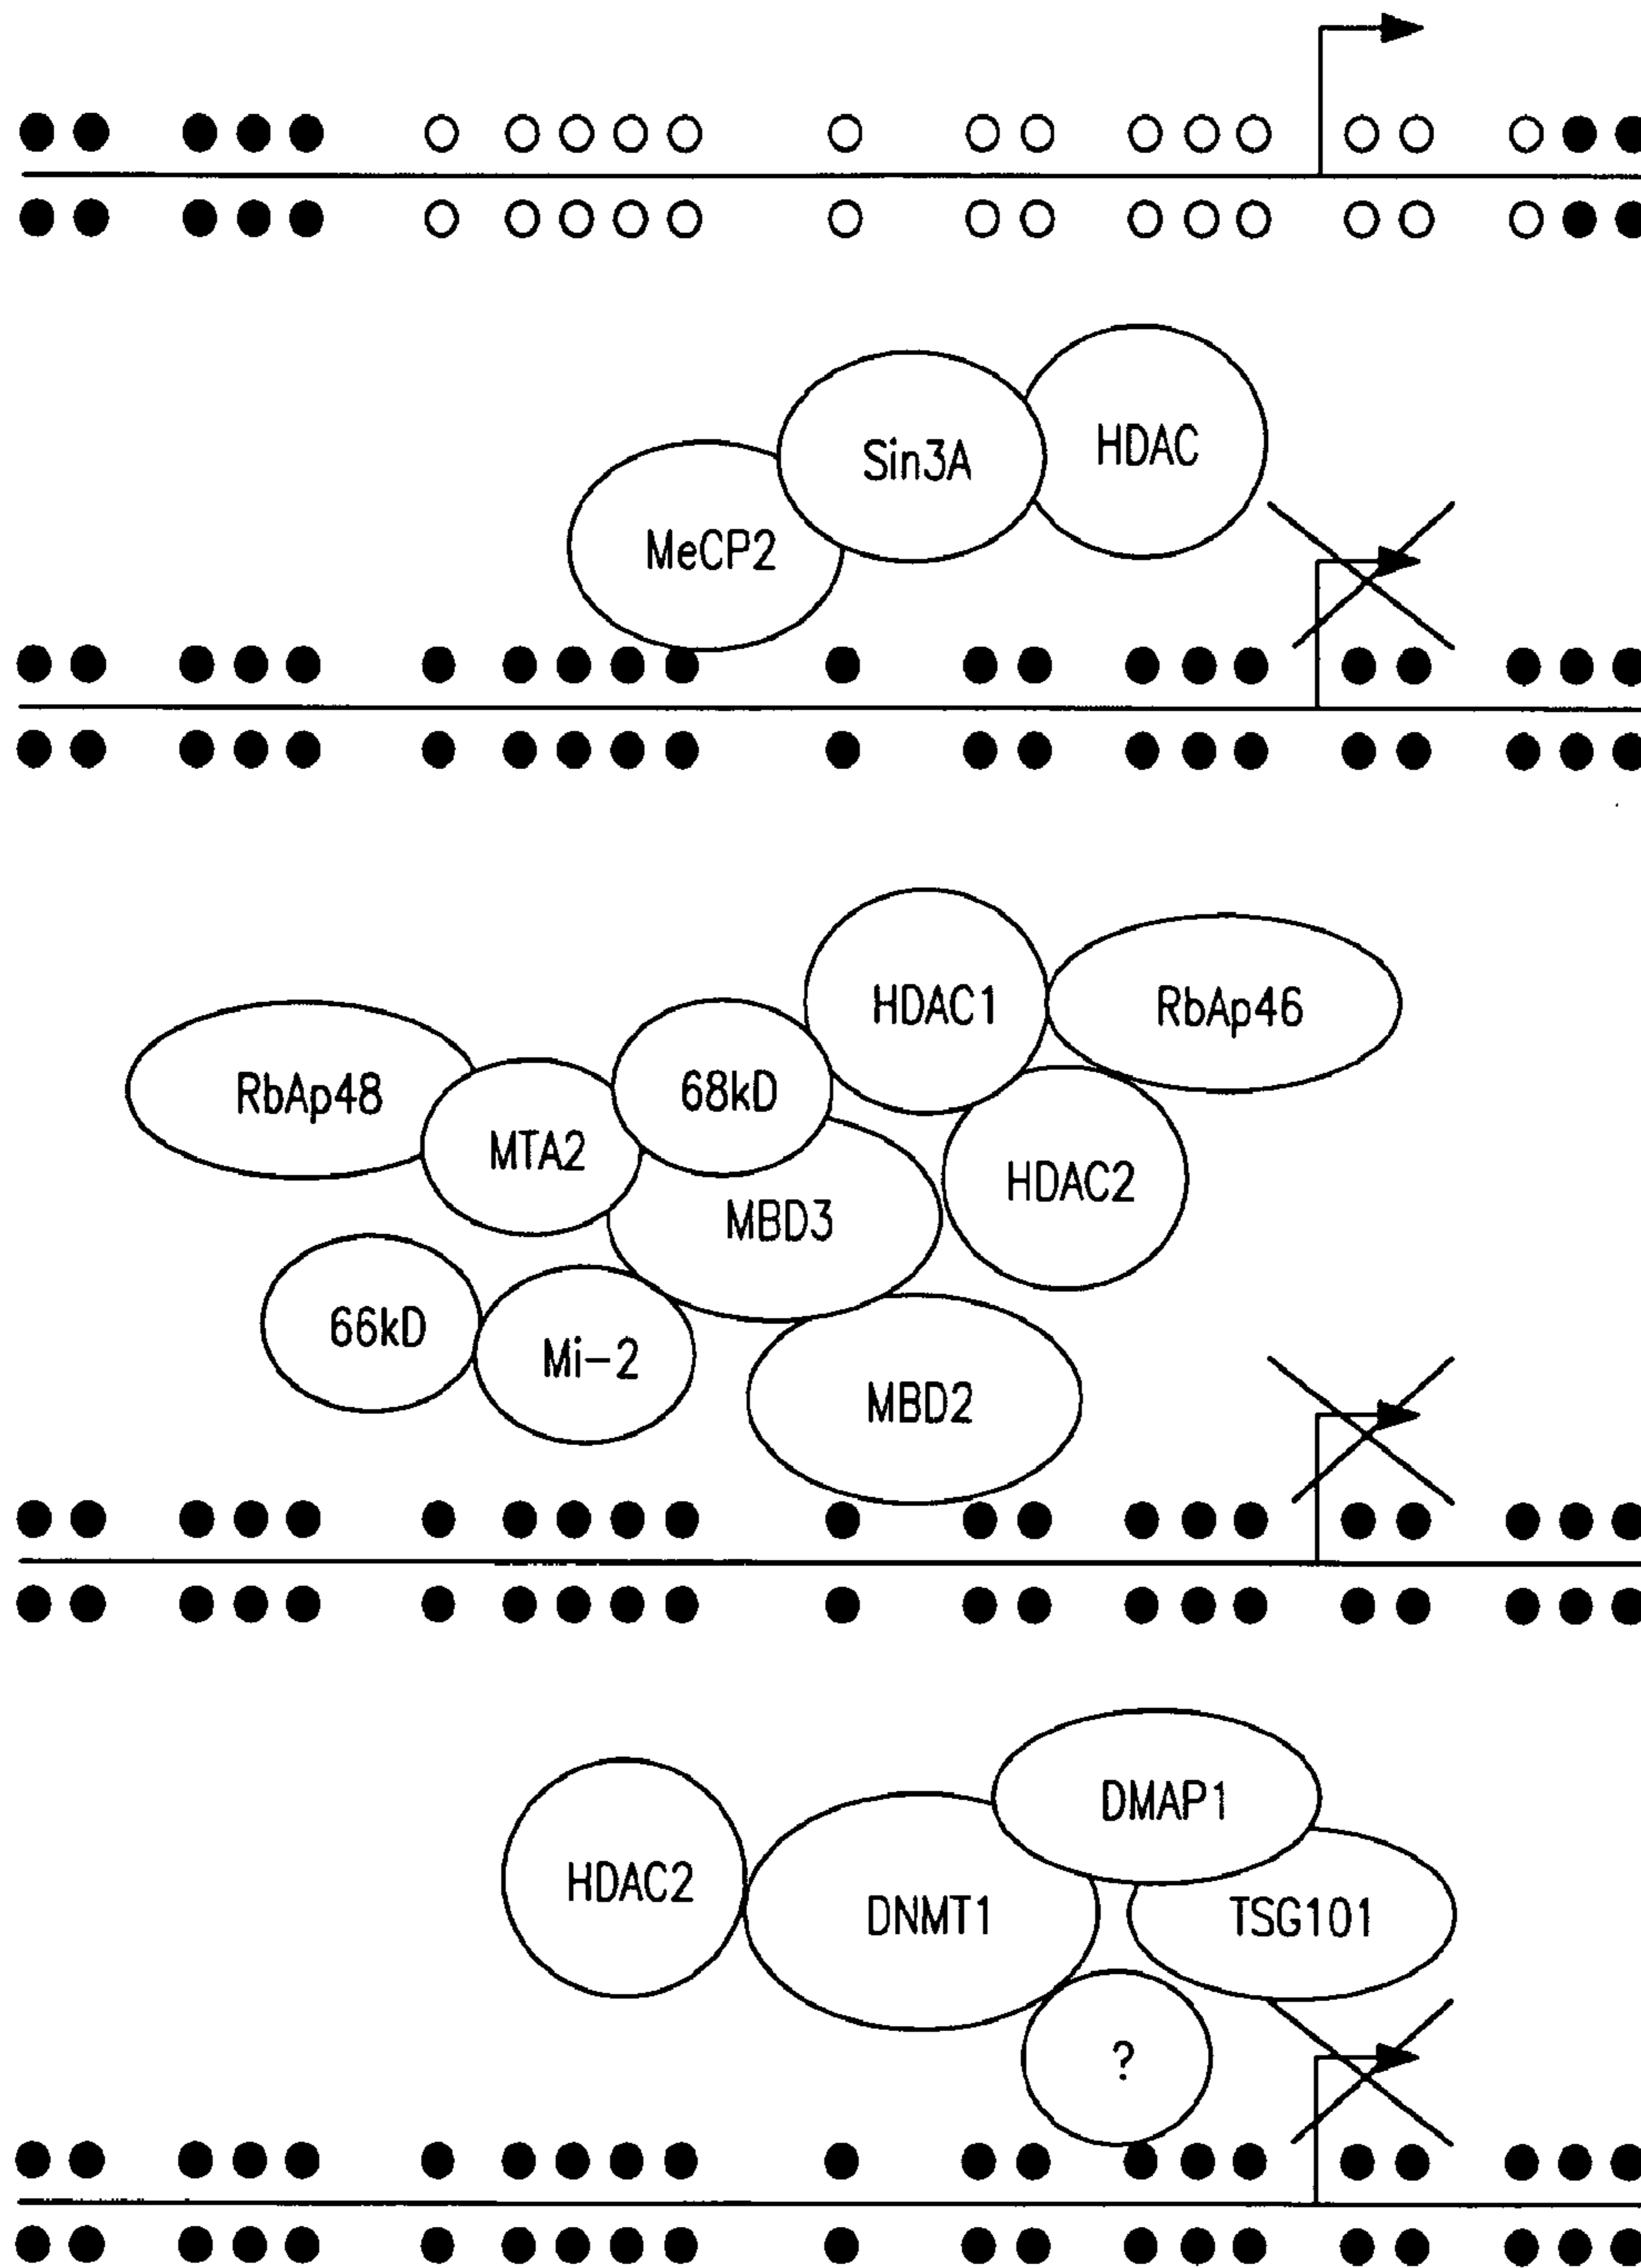 HDAC
Sin3A
MeCP2
HDAC1
RbAp46
RbAp48
68kD
MTA2
HDAC2
MBD3
66kD
Mi-2
MBD2
DMAP1
HDAC2
DNMT1
TSG101
?